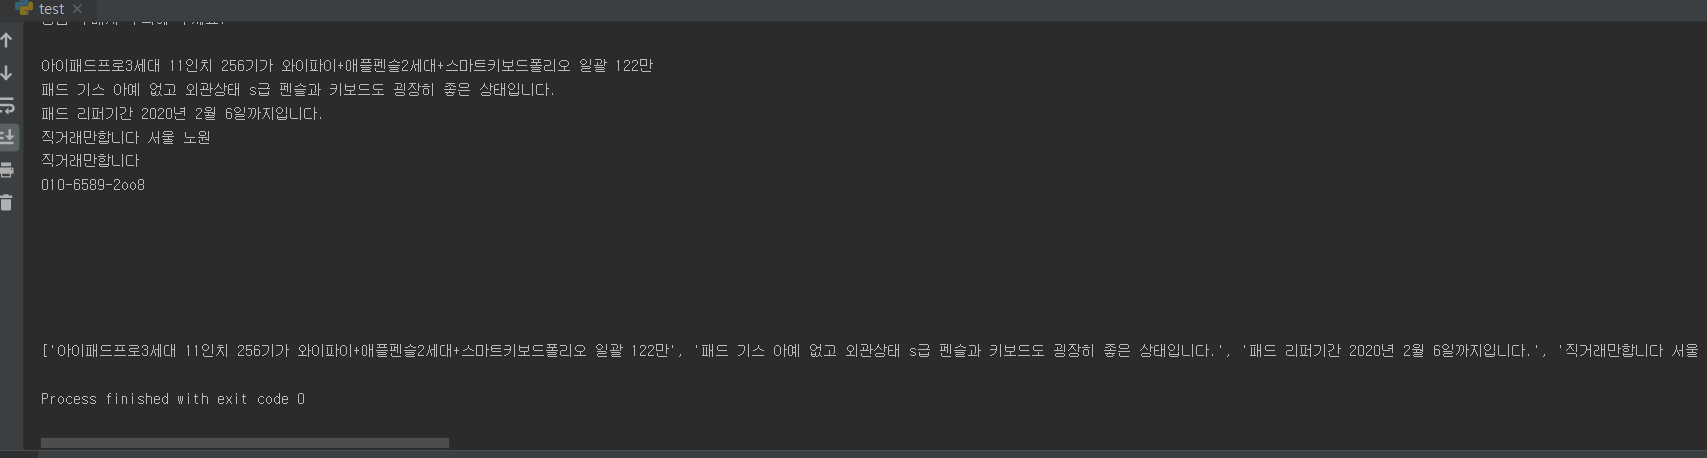 test
아이패드프로3세대 11인치 256기가 와이파이+애플펜슬2세대+스마트키보드폴리오 일괄 122만
패드 기스 아예 없고 외관상태 s급 펜슬과 키보드도 굉장히 좋은 상태입니다.
패드 리퍼기간 2020년 2월 6일까지입니다.
직거래만합니다 서울 노원
직거래만합니다
010-6589-2oo8
['아이패드프로3세대 11인치 256기가 와이파이+애플펜슬2세대+스마트키보드폴리오 일괄 122만', '패드 기스 아예 없고 외관상태 s급 펜슬과 키보드도 굉장히 좋은 상태입니다.', '패드 리퍼기간 2020년 2월 6일까지입니다.', '직거래만합니다 서울
Process finished with exit code 0